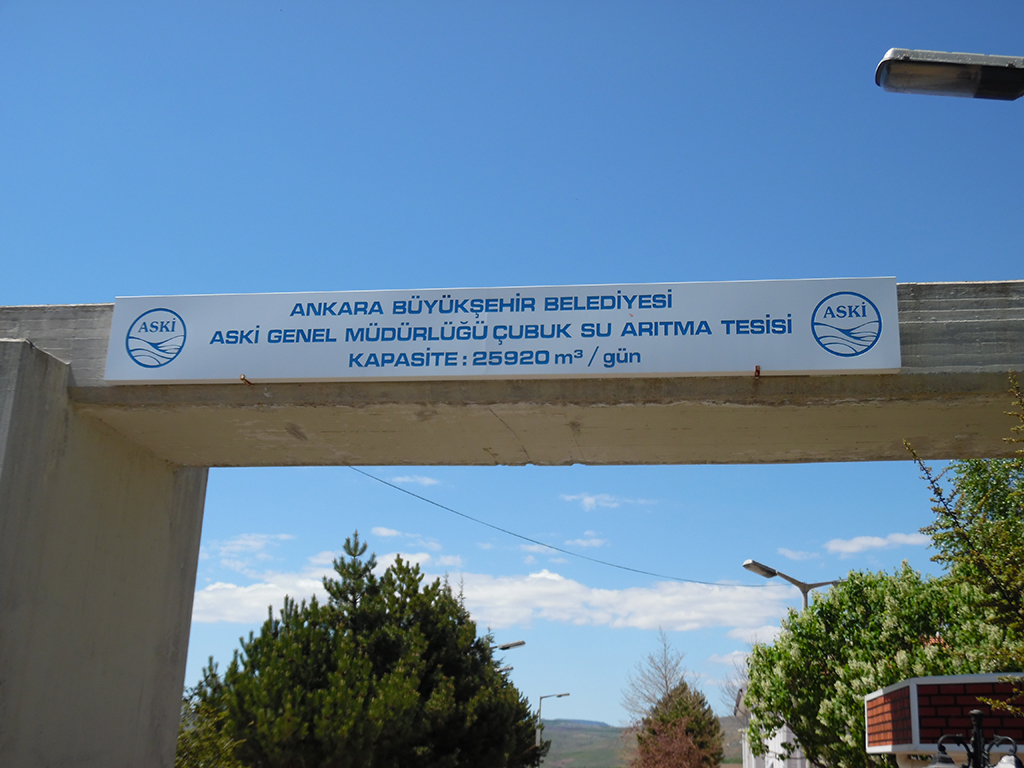 ANKARA BÜYÜKŞEHİR BELEDİYESİ
ASKİ GENEL MÜDÜRLÜĞÜ ÇUBUK SU ARITMA TESİSİ
KAPASİTE : 25920 m³ / gün
ASKİ
ASKİ